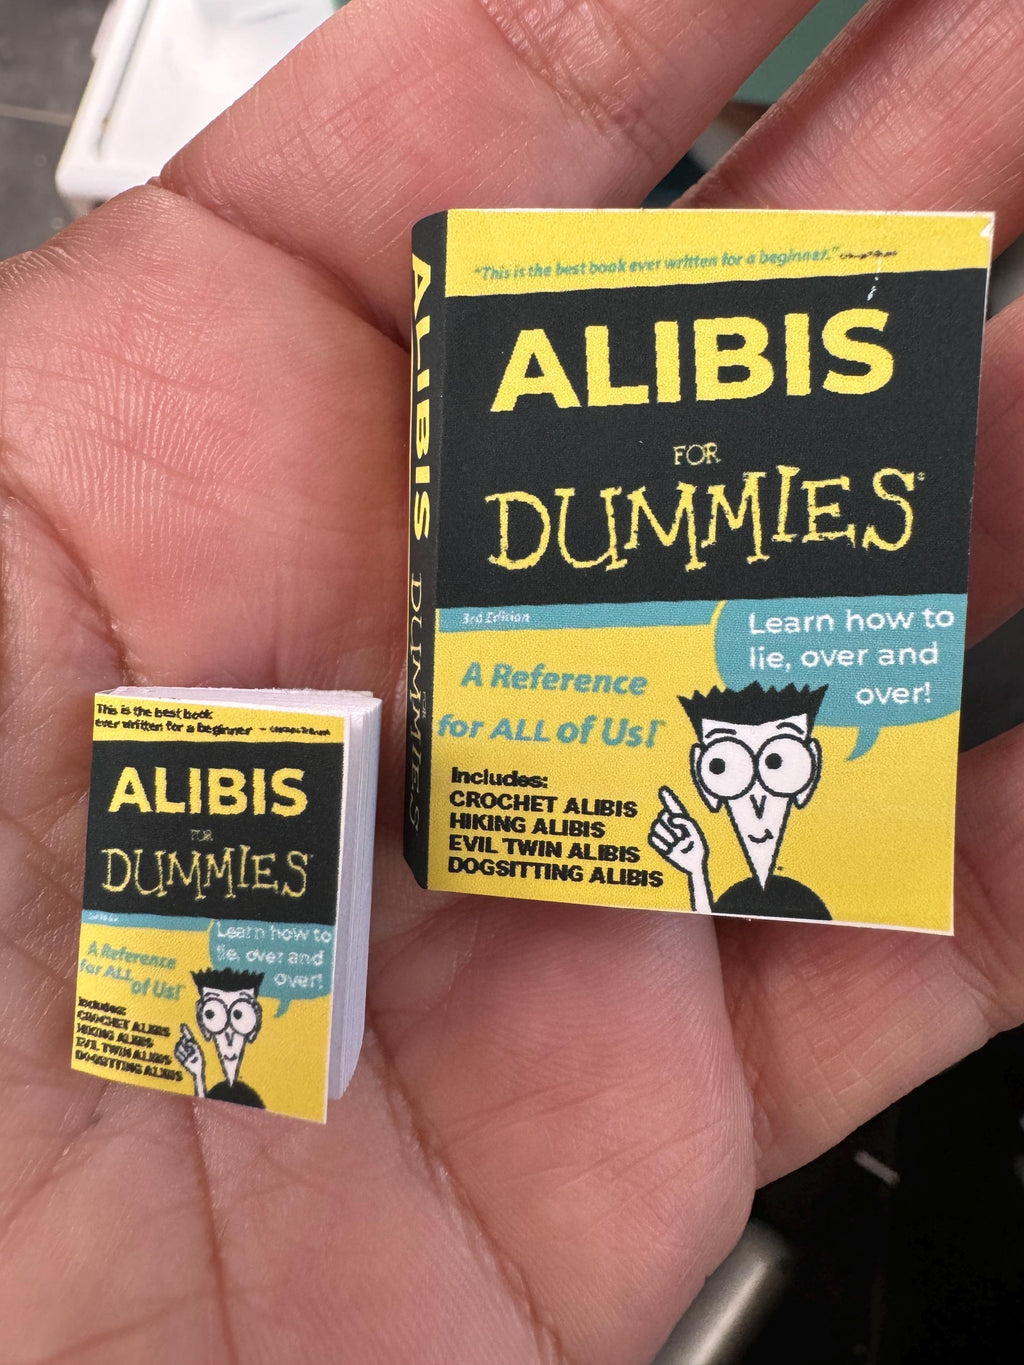 "This is the best book ever written for a beginner."
ALIBIS
FOR
DUMMIES
3rd Edition
Learn how to
lie, over and
over!
A Reference
for ALL of Us!
Includes:
CROCHET ALIBIS
HIKING ALIBIS
EVIL TWIN ALIBIS
DOGSITTING ALIBIS
ALIBIS FOR DUMMIES
This is the best book
ever written for a beginner –
ALIBIS
FOR
DUMMIES
Learn how to
lie, over and
over!
A Reference
for ALL
of Us!
Includes:
CROCHET ALIBIS
HIKING ALIBIS
EVIL TWIN ALIBIS
DOGSITTING ALIBIS